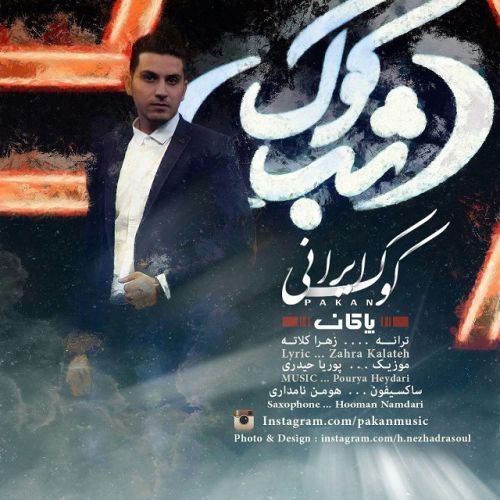 شب کوک
کوک ایرانی
PAKAN
پاکان
ترانه .... زهرا کلاته
Lyric ... Zahra Kalateh
موزیک ... پوریا حیدری
MUSIC ... Pourya Heydari
ساکسیفون ... هومن نامداری
Saxophone ... Hooman Namdari
Instagram.com/pakanmusic
Photo & Design : instagram.com/h.nezhadrasoul